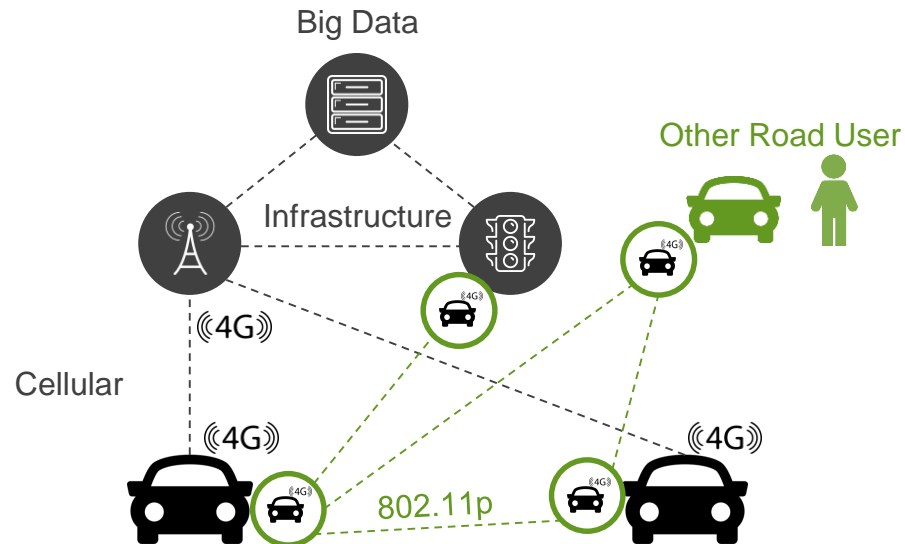 Big Data
Other Road User
Infrastructure
4G
4G
4G
Cellular
4G
4G
4G
802.11p
4G
4G